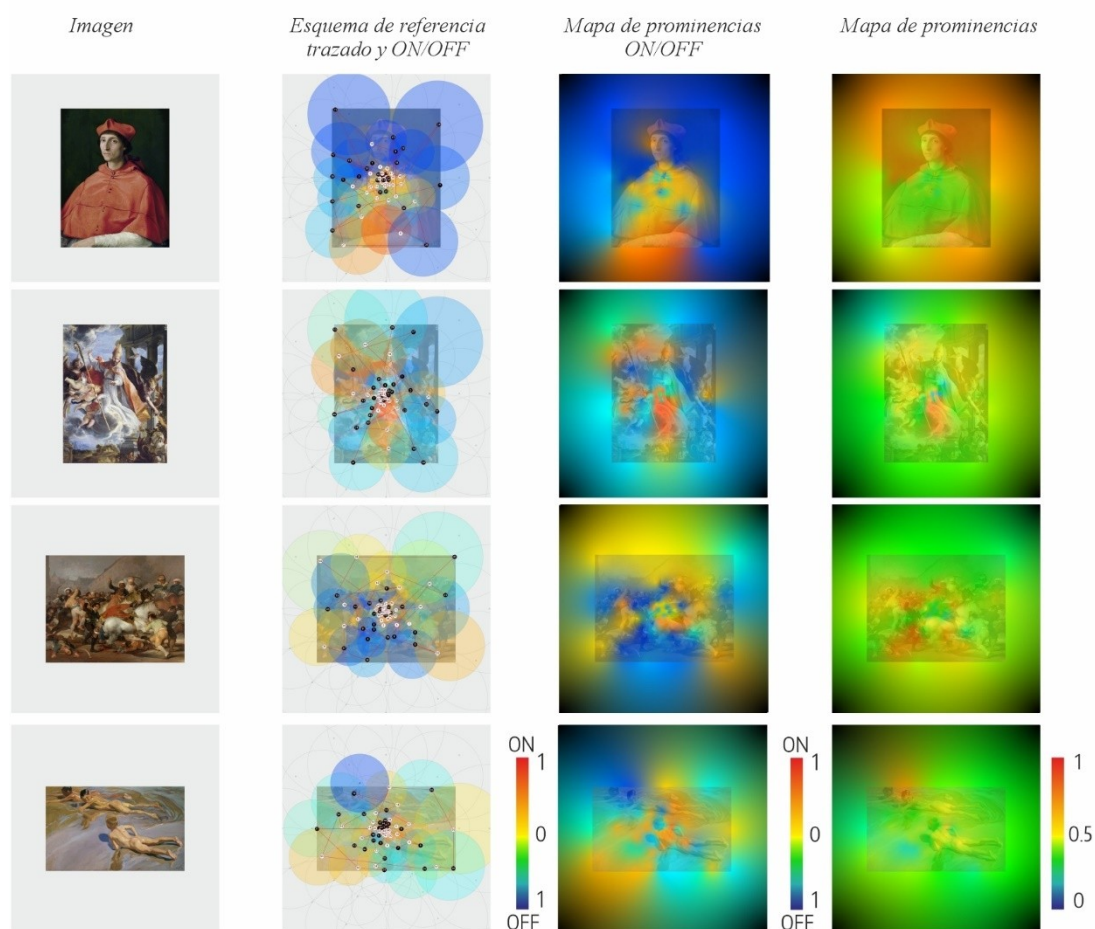 Imagen
Esquema de referencia
trazado y ON/OFF
Mapa de prominencias
ON/OFF
Mapa de prominencias
ON
1
0
1
OFF
ON
1
0
1
OFF
1
0.5
0